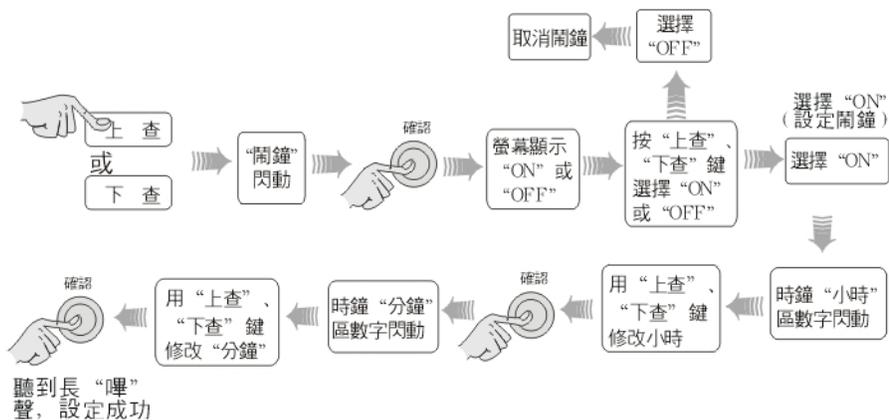 取消鬧鐘
選擇
“OFF”
上 查
或
下 查
“鬧鐘”
閃動
確認
螢幕顯示
“ON” 或
“OFF”
按 “上查”、
“下查” 鍵
選擇 “ON”
或 “OFF”
選擇 “ON”
(設定鬧鐘)
選擇 “ON”
時鐘 “小時”
區數字閃動
用 “上查”、
“下查” 鍵
修改小時
確認
時鐘 “分鐘”
區數字閃動
用 “上查”、
“下查” 鍵
修改 “分鐘”
確認
聽到長 “嗶”
聲，設定成功